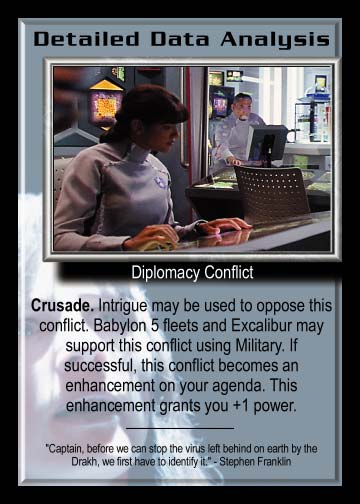 Detailed Data Analysis
Diplomacy Conflict
Crusade. Intrigue may be used to oppose this
conflict. Babylon 5 fleets and Excalibur may
support this conflict using Military. If
successful, this conflict becomes an
enhancement on your agenda. This
enhancement grants you +1 power.
"Captain, before we can stop the virus left behind on earth by the
Drakh, we first have to identify it." - Stephen Franklin